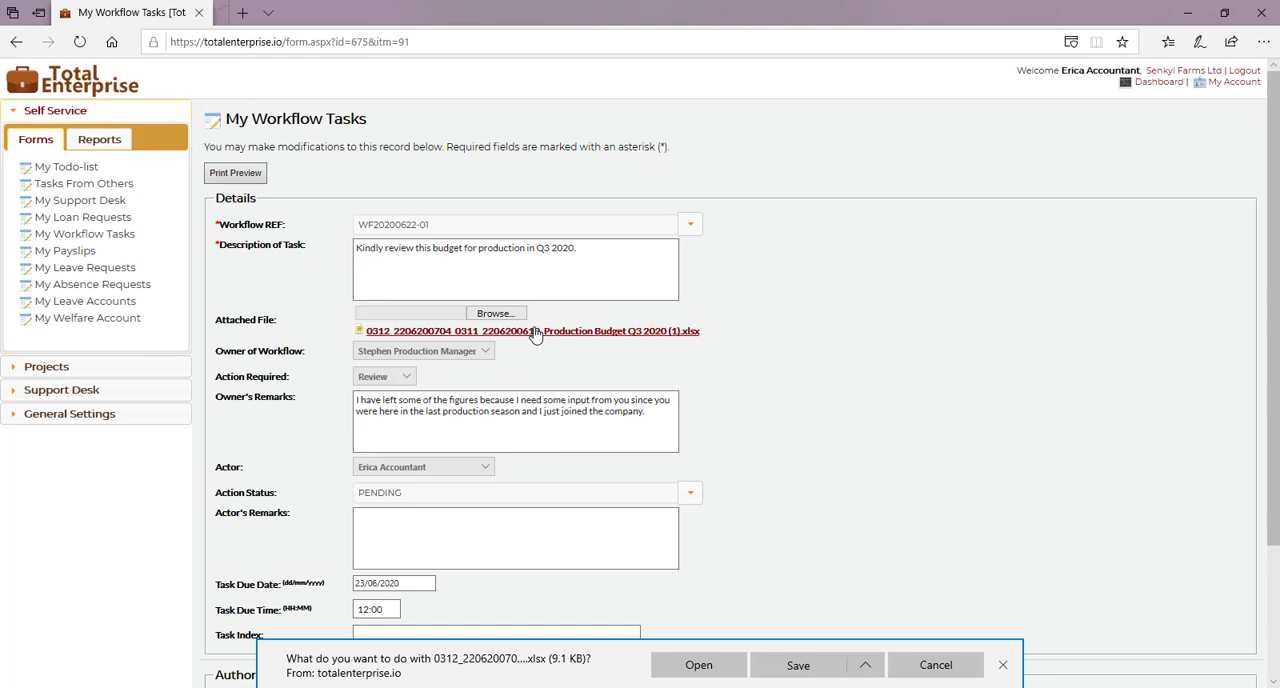 My Workflow Tasks [Tot
https://totalenterprise.io/form.aspx?id=675&itm=91
Total
Enterprise
Welcome Erica Accountant, Senkyi Farms Ltd | Logout
Dashboard | My Account
Self Service
Forms
Reports
My Todo-list
Tasks From Others
My Support Desk
My Loan Requests
My Workflow Tasks
My Payslips
My Leave Requests
My Absence Requests
My Leave Accounts
My Welfare Account
Projects
Support Desk
General Settings
My Workflow Tasks
You may make modifications to this record below. Required fields are marked with an asterisk (*).
Print Preview
Details
*Workflow REF: WF20200622-01
*Description of Task: Kindly review this budget for production in Q3 2020.
Attached File: Browse...
0312_2206200704_0311_220620061 Production Budget Q3 2020 (1).xlsx
Owner of Workflow: Stephen Production Manager
Action Required: Review
Owner's Remarks: I have left some of the figures because I need some input from you since you
were here in the last production season and I just joined the company.
Actor: Erica Accountant
Action Status: PENDING
Actor's Remarks:
Task Due Date: (dd/mm/yyyy) 23/06/2020
Task Due Time: (HH:MM) 12:00
Task Index:
Author
What do you want to do with 0312_220620070....xlsx (9.1 KB)?
From: totalenterprise.io
Open
Save
Cancel